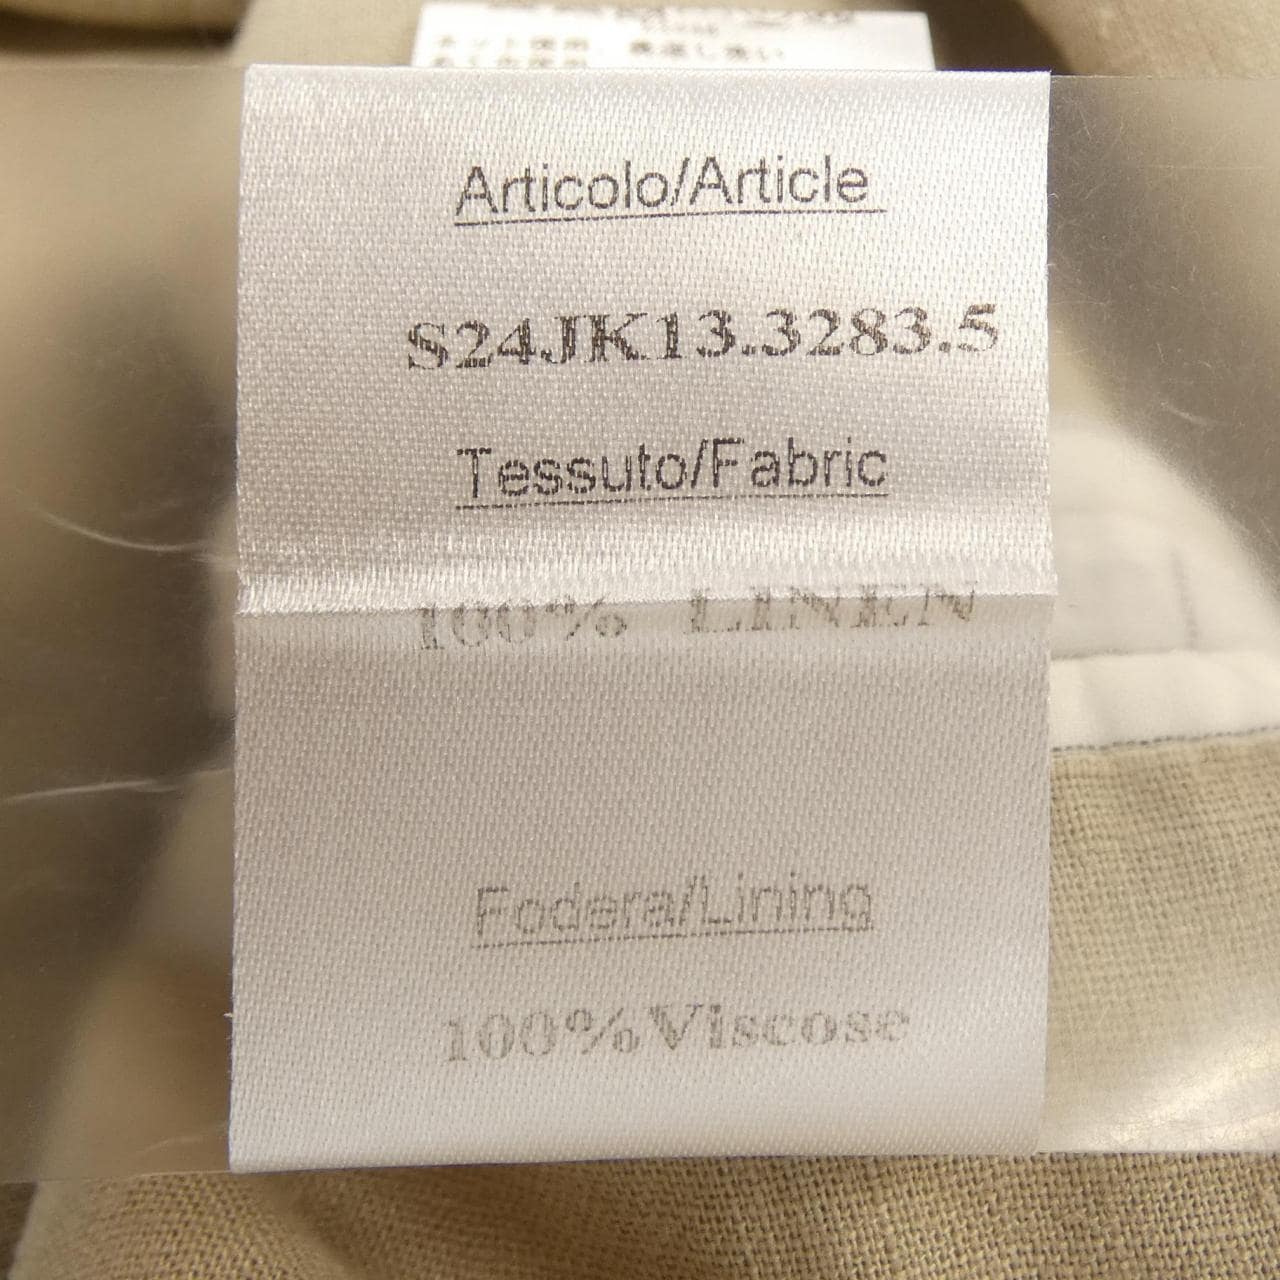 Articolo/Article
S24JK13.3283.5
Tessuto/Fabric
100% LINEN
Fodera/Lining
100%Viscose